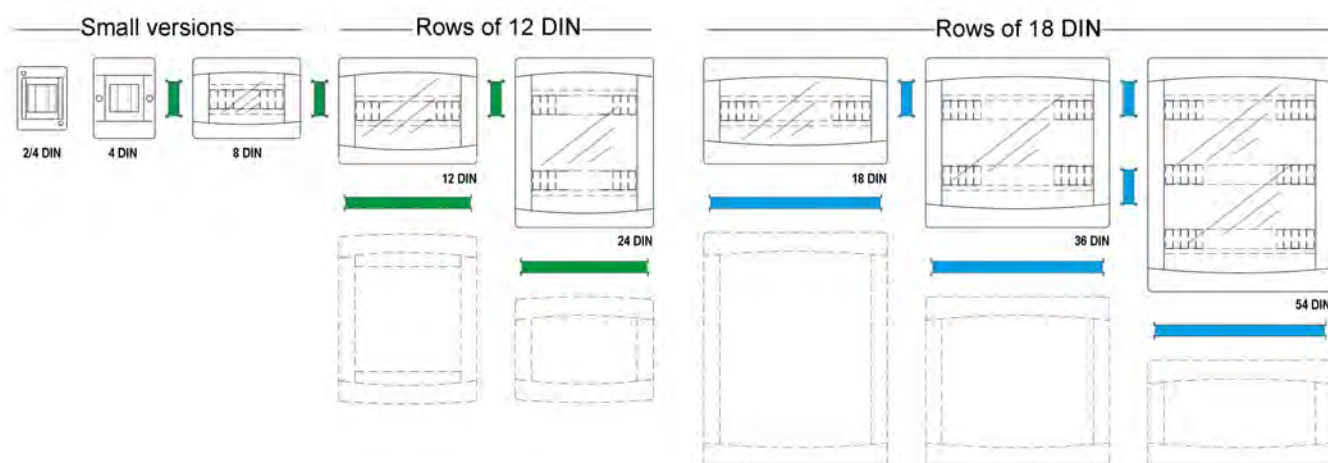 Small versions
Rows of 12 DIN
Rows of 18 DIN
2/4 DIN
4 DIN
8 DIN
12 DIN
24 DIN
18 DIN
36 DIN
54 DIN